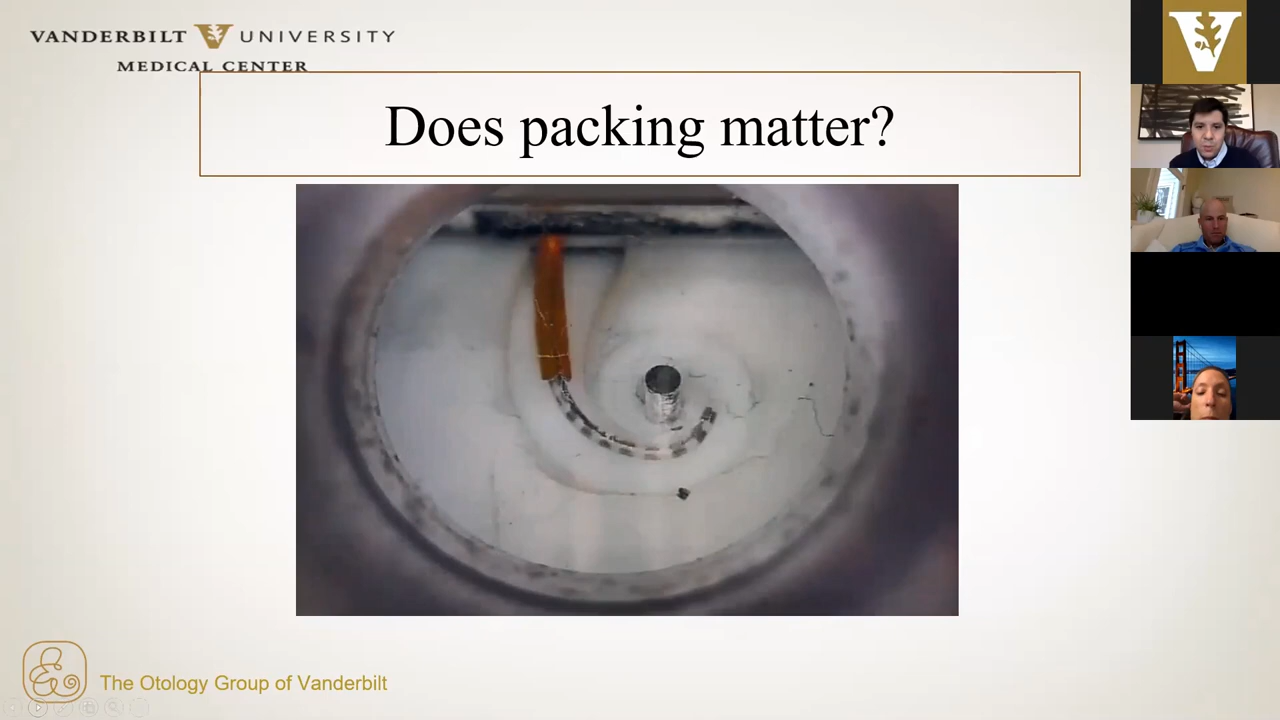 VANDERBILT V UNIVERSITY
MEDICAL CENTER
Does packing matter?
The Otology Group of Vanderbilt